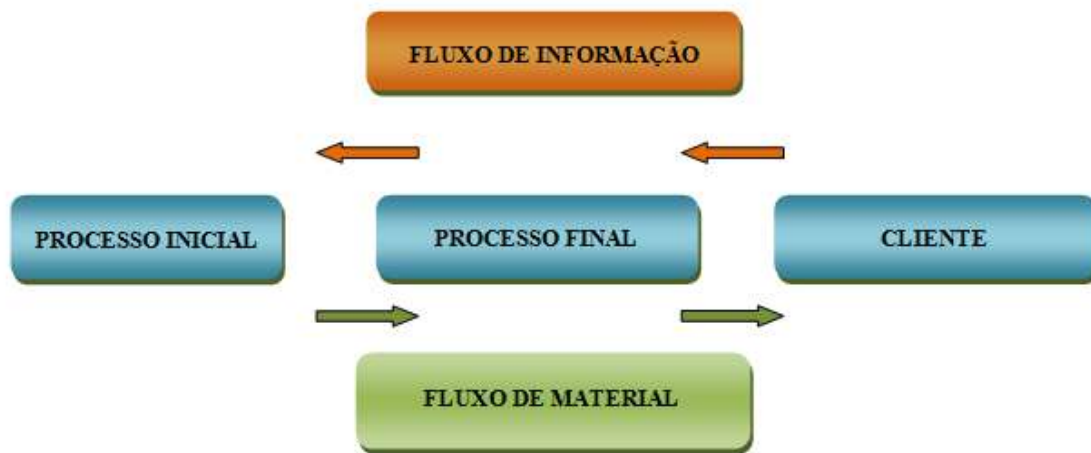 FLUXO DE INFORMAÇÃO
PROCESSO INICIAL
PROCESSO FINAL
CLIENTE
FLUXO DE MATERIAL